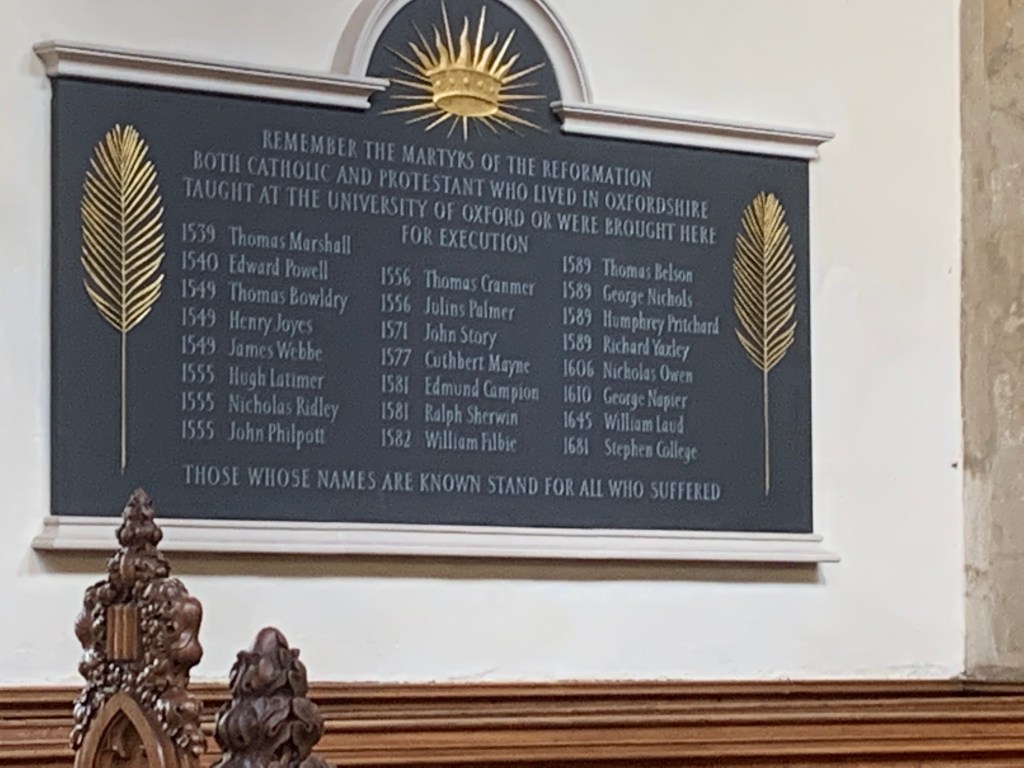 REMEMBER THE MARTYRS OF THE REFORMATION
BOTH CATHOLIC AND PROTESTANT WHO LIVED IN OXFORDSHIRE
TAUGHT AT THE UNIVERSITY OF OXFORD OR WERE BROUGHT HERE
FOR EXECUTION
1539 Thomas Marshall
1540 Edward Powell
1549 Thomas Bowldry
1549 Henry Joyes
1549 James Webbe
1555 Hugh Latimer
1555 Nicholas Ridley
1555 John Philpott
1556 Thomas Cranmer
1556 Julins Palmer
1571 John Story
1577 Cuthbert Mayne
1581 Edmund Campion
1581 Ralph Sherwin
1582 William Filbie
1589 Thomas Belson
1589 George Nichols
1589 Humphrey Pritchard
1589 Richard Yaxley
1606 Nicholas Owen
1610 George Napier
1645 William Laud
1681 Stephen College
THOSE WHOSE NAMES ARE KNOWN STAND FOR ALL WHO SUFFERED